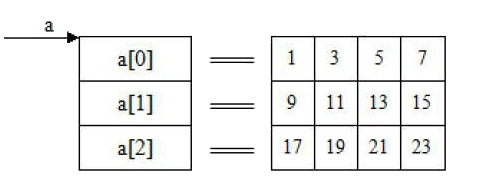 a
a[0] 1 3 5 7
a[1] 9 11 13 15
a[2] 17 19 21 23